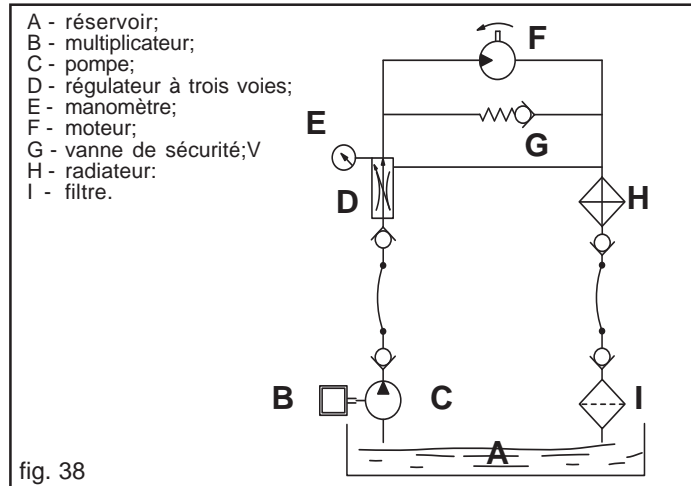 A - réservoir;
B - multiplicateur;
C - pompe;
D - régulateur à trois voies;
E - manomètre;
F - moteur;
G - vanne de sécurité;V
H - radiateur:
I - filtre.
F
E
G
D
H
B
C
I
A
fig. 38